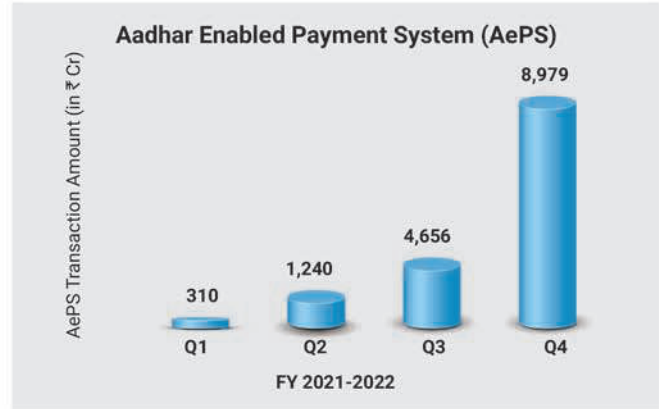 Aadhar Enabled Payment System (AePS)
AePS Transaction Amount (in ₹ Cr)
310
1,240
4,656
8,979
Q1
Q2
Q3
Q4
FY 2021-2022